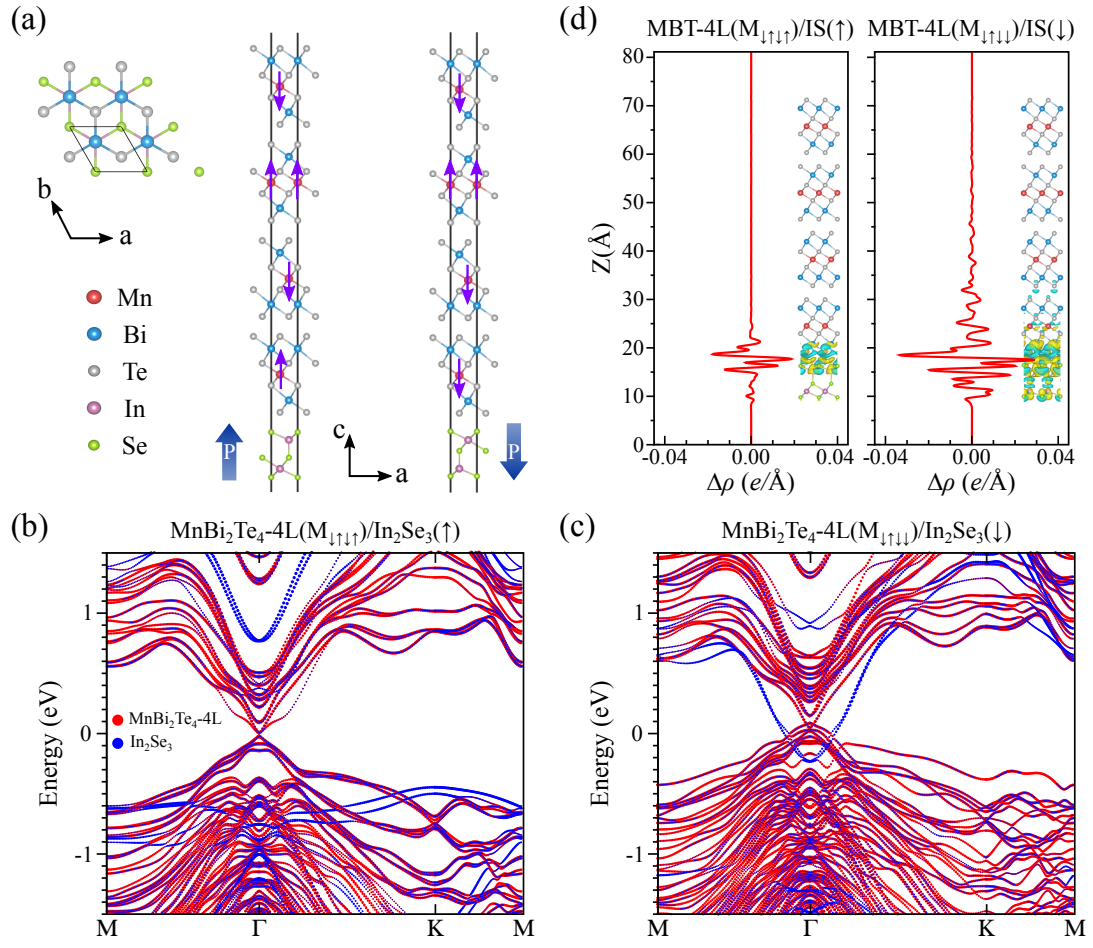 (a)
b
a
Mn
Bi
Te
In
Se
P
c
a
P
(d)
MBT-4L(M↓↑↓↑)/IS(↑)
MBT-4L(M↓↑↓↓)/IS(↓)
Z(Å)
80
70
60
50
40
30
20
10
0
-0.04 0.00 0.04
-0.04 0.00 0.04
Δρ (e/Å)
Δρ (e/Å)
(b)
MnBi₂Te₄-4L(M↓↑↓↑)/In₂Se₃(↑)
Energy (eV)
1
0
-1
MnBi₂Te₄-4L
In₂Se₃
M Γ K M
(c)
MnBi₂Te₄-4L(M↓↑↓↓)/In₂Se₃(↓)
Energy (eV)
1
0
-1
M Γ K M